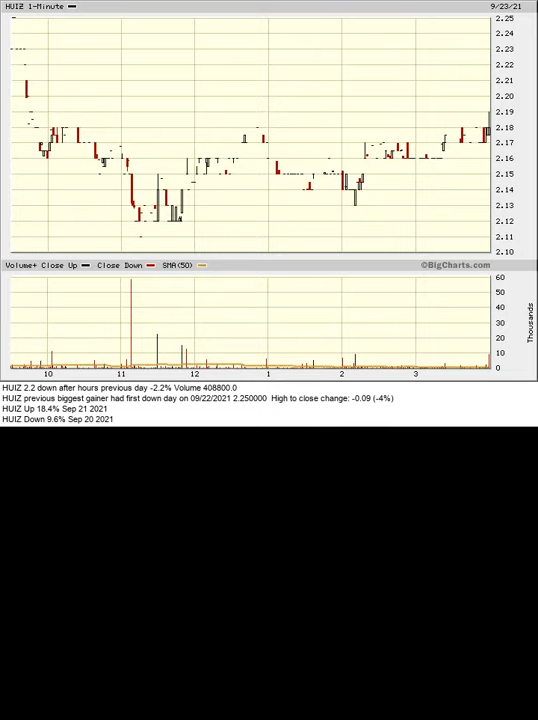 HUIZ 1-Minute 9/23/21
2.25
2.24
2.23
2.22
2.21
2.20
2.19
2.18
2.17
2.16
2.15
2.14
2.13
2.12
2.11
2.10
Volume+ Close Up Close Down SMA(50) ©BigCharts.com
60
50
40
30
20
10
0
Thousands
10 11 12 1 2 3
HUIZ 2.2 down after hours previous day -2.2% Volume 408800.0
HUIZ previous biggest gainer had first down day on 09/22/2021 2.250000 High to close change: -0.09 (-4%)
HUIZ Up 18.4% Sep 21 2021
HUIZ Down 9.6% Sep 20 2021